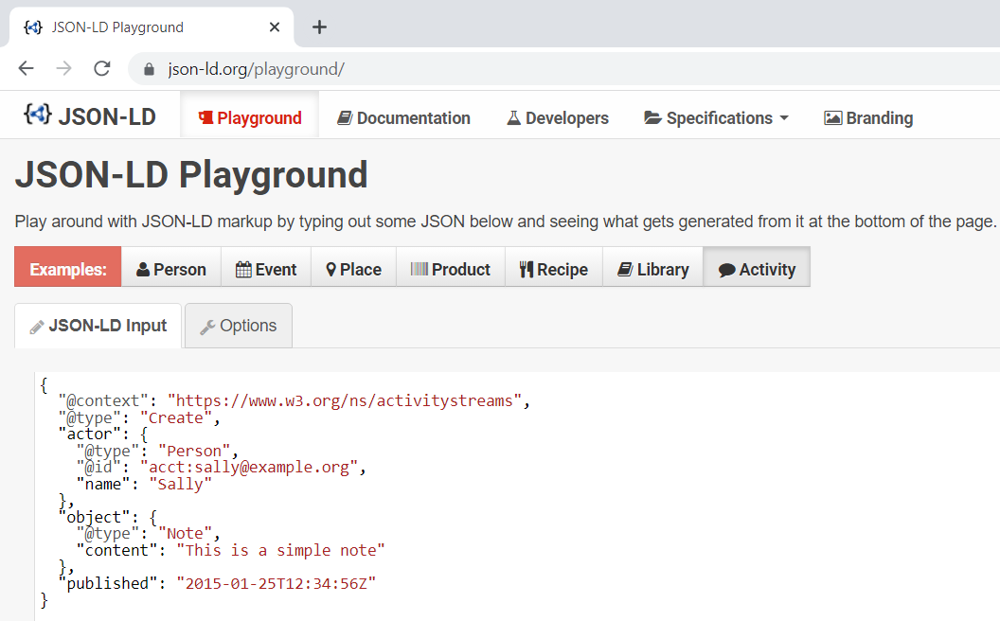 JSON-LD Playground
json-ld.org/playground/
JSON-LD Playground Documentation Developers Specifications Branding
JSON-LD Playground
Play around with JSON-LD markup by typing out some JSON below and seeing what gets generated from it at the bottom of the page.
Examples: Person Event Place Product Recipe Library Activity
JSON-LD Input Options
{
  "@context": "https://www.w3.org/ns/activitystreams",
  "@type": "Create",
  "actor": {
    "@type": "Person",
    "@id": "acct:sally@example.org",
    "name": "Sally"
  },
  "object": {
    "@type": "Note",
    "content": "This is a simple note"
  },
  "published": "2015-01-25T12:34:56Z"
}